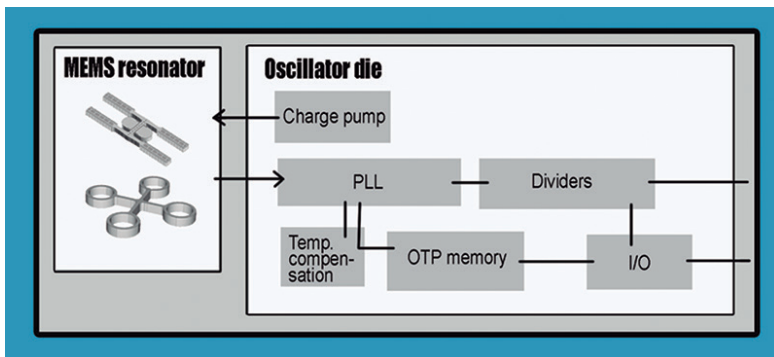 MEMS resonator
Oscillator die
Charge pump
PLL
Dividers
Temp.
compen-
sation
OTP memory
I/O